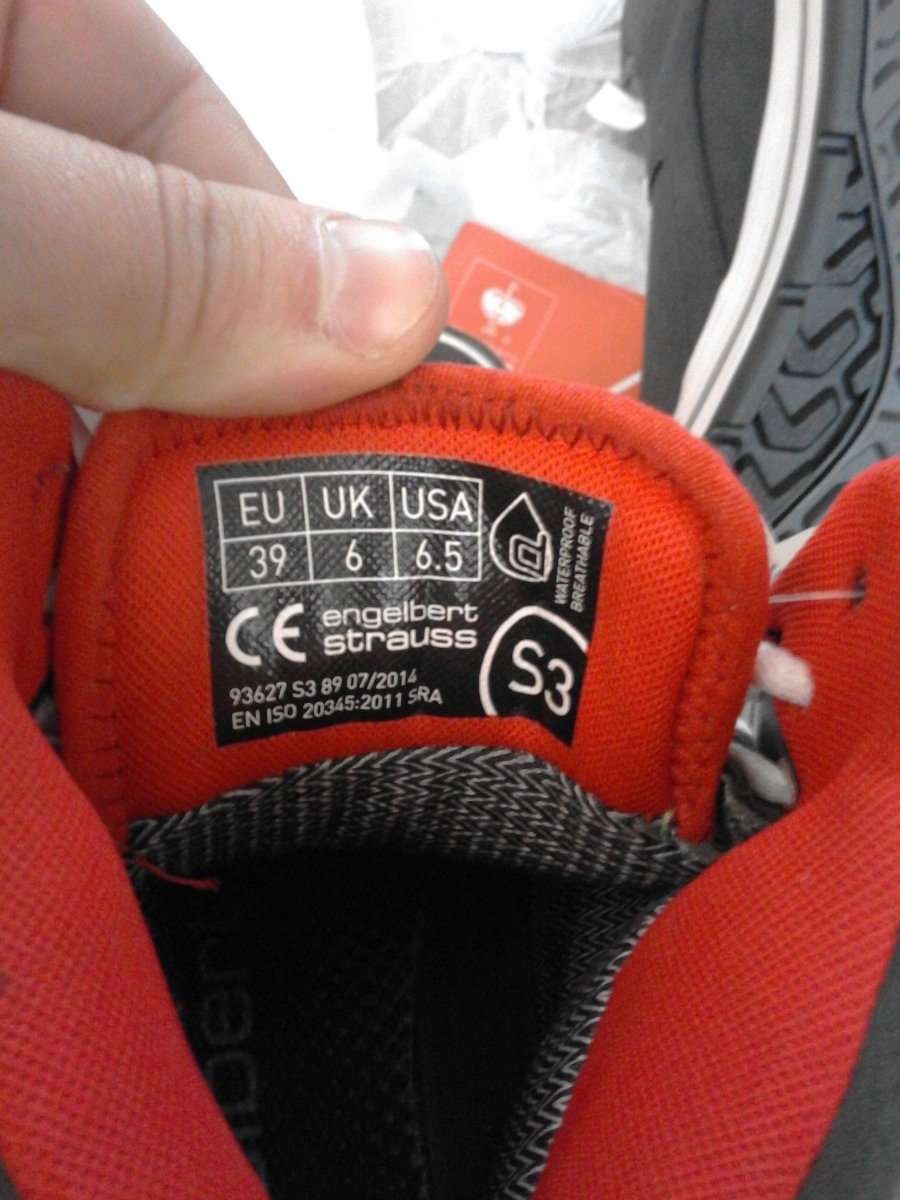 EU UK USA
39 6 6.5
WATERPROOF
BREATHABLE
CE engelbert
strauss
S3
93627 S3 89 07/2014
EN ISO 20345:2011 SRA